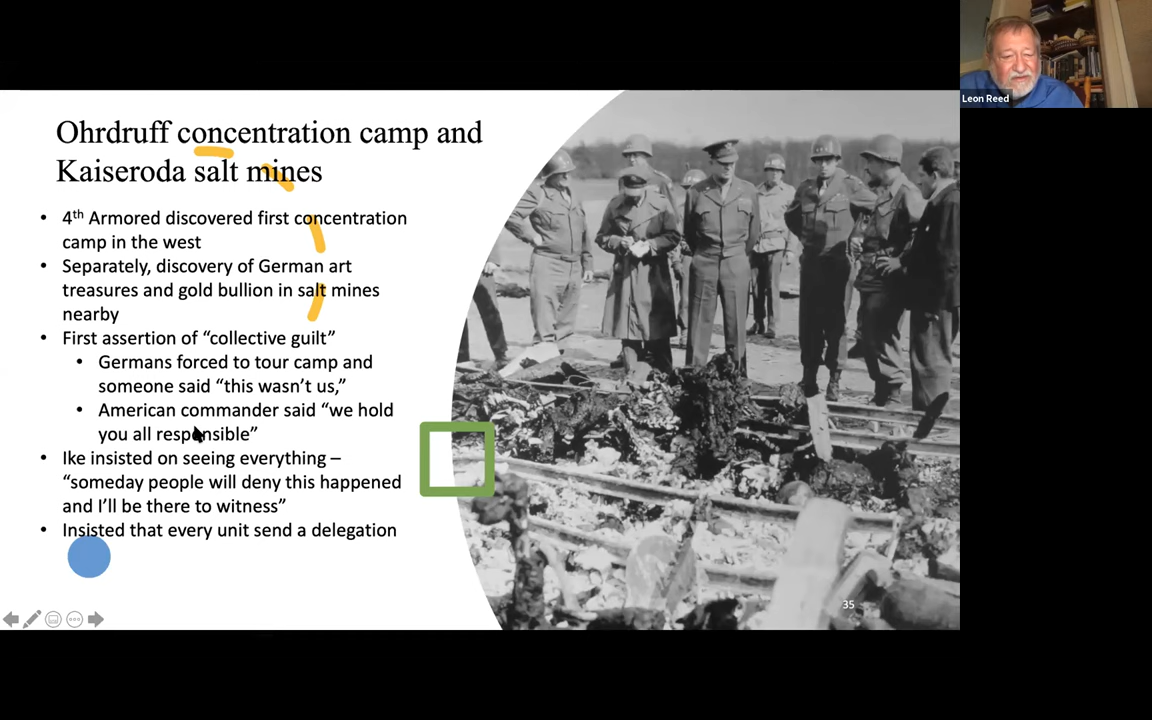 Leon Reed
Ohrdruff concentration camp and
Kaiseroda salt mines
• 4th Armored discovered first concentration
camp in the west
• Separately, discovery of German art
treasures and gold bullion in salt mines
nearby
• First assertion of “collective guilt”
• Germans forced to tour camp and
someone said “this wasn’t us,”
• American commander said “we hold
you all responsible”
• Ike insisted on seeing everything –
“someday people will deny this happened
and I’ll be there to witness”
• Insisted that every unit send a delegation
35